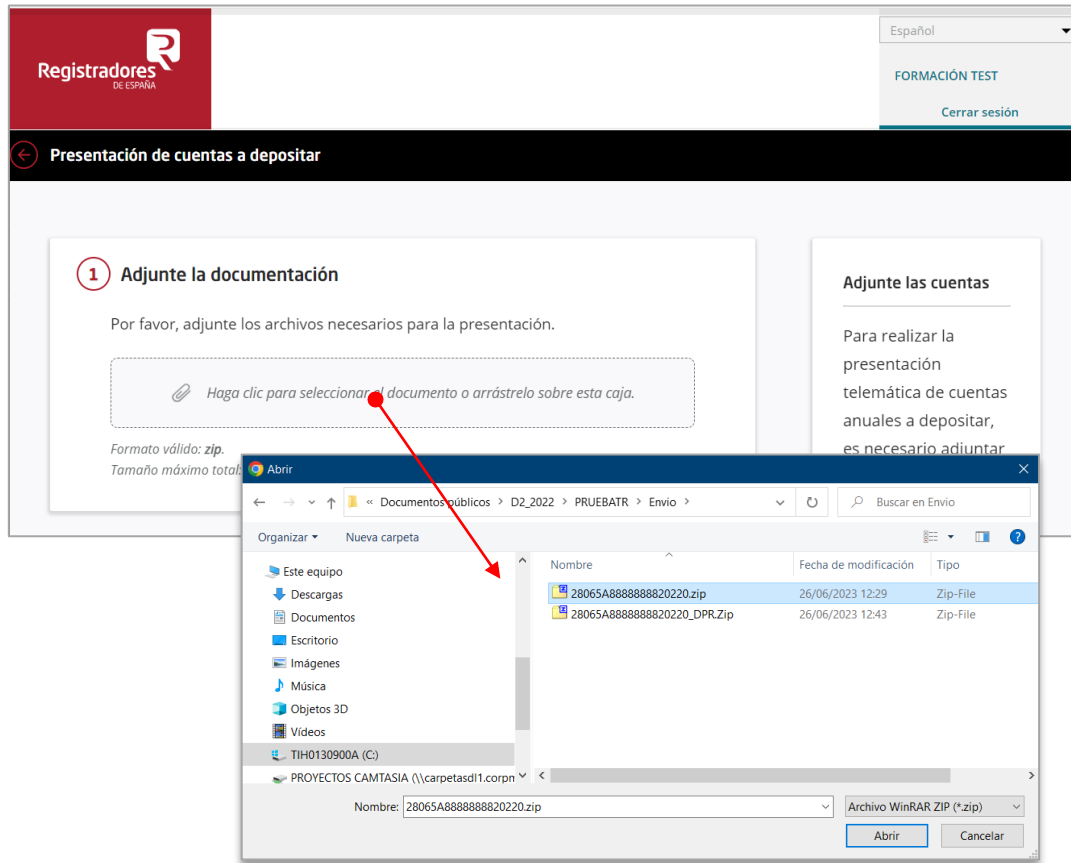 Registradores
DE ESPAÑA
Español
FORMACIÓN TEST
Cerrar sesión
Presentación de cuentas a depositar
1 Adjunte la documentación
Por favor, adjunte los archivos necesarios para la presentación.
Haga clic para seleccionar el documento o arrástrelo sobre esta caja.
Formato válido: zip.
Tamaño máximo total:
Adjunte las cuentas
Para realizar la
presentación
telemática de cuentas
anuales a depositar,
es necesario adjuntar
Abrir
« Documentos públicos > D2_2022 > PRUEBATR > Envio >
Buscar en Envio
Organizar
Nueva carpeta
Este equipo
Descargas
Documentos
Escritorio
Imágenes
Música
Objetos 3D
Vídeos
TIH0130900A (C:)
PROYECTOS CAMTASIA (\\carpetasdl1.corpm
Nombre Fecha de modificación Tipo
28065A8888888820220.zip 26/06/2023 12:29 Zip-File
28065A8888888820220_DPR.Zip 26/06/2023 12:43 Zip-File
Nombre: 28065A8888888820220.zip
Archivo WinRAR ZIP (*.zip)
Abrir Cancelar